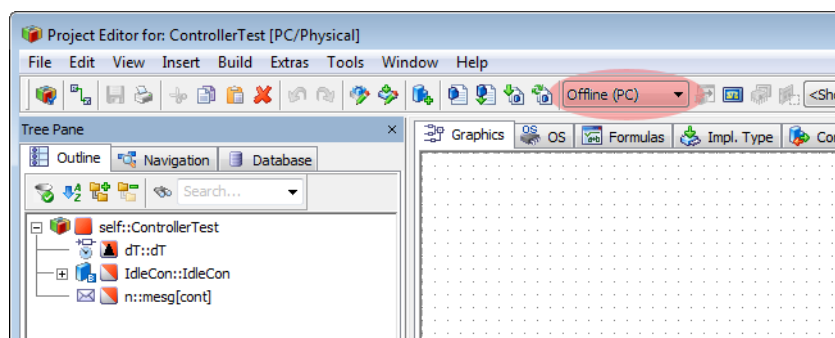 Project Editor for: ControllerTest [PC/Physical]
File Edit View Insert Build Extras Tools Window Help
Offline (PC)
Tree Pane
Graphics OS Formulas Impl. Type
Outline Navigation Database
Search...
self::ControllerTest
dT::dT
IdleCon::IdleCon
n::mesg[cont]